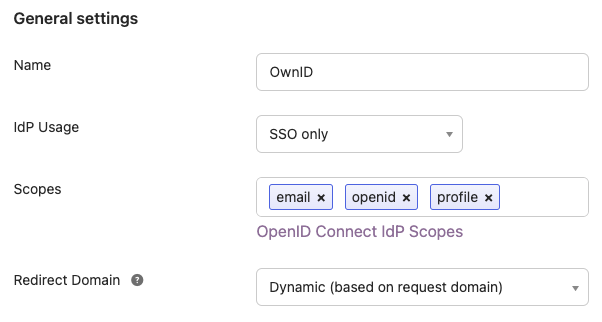 General settings
Name
OwnID
IdP Usage
SSO only
Scopes
email × openid × profile ×
OpenID Connect IdP Scopes
Redirect Domain ?
Dynamic (based on request domain)